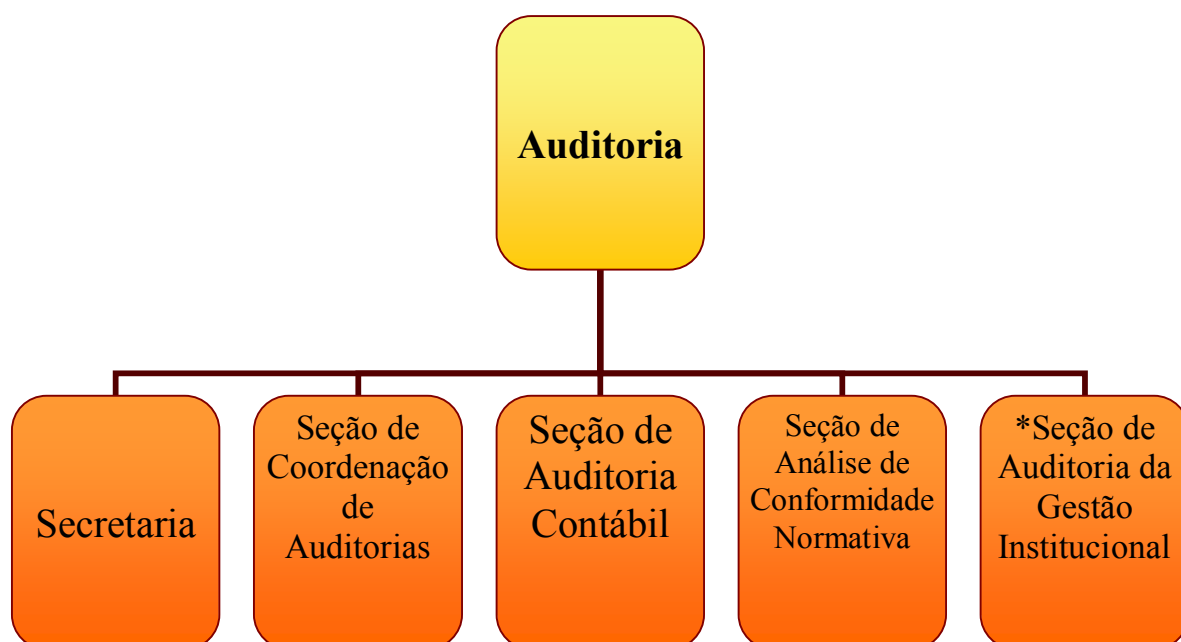 Auditoria
Secretaria
Seção de
Coordenação
de
Auditorias
Seção de
Auditoria
Contábil
Seção de
Análise de
Conformidade
Normativa
*Seção de
Auditoria da
Gestão
Institucional